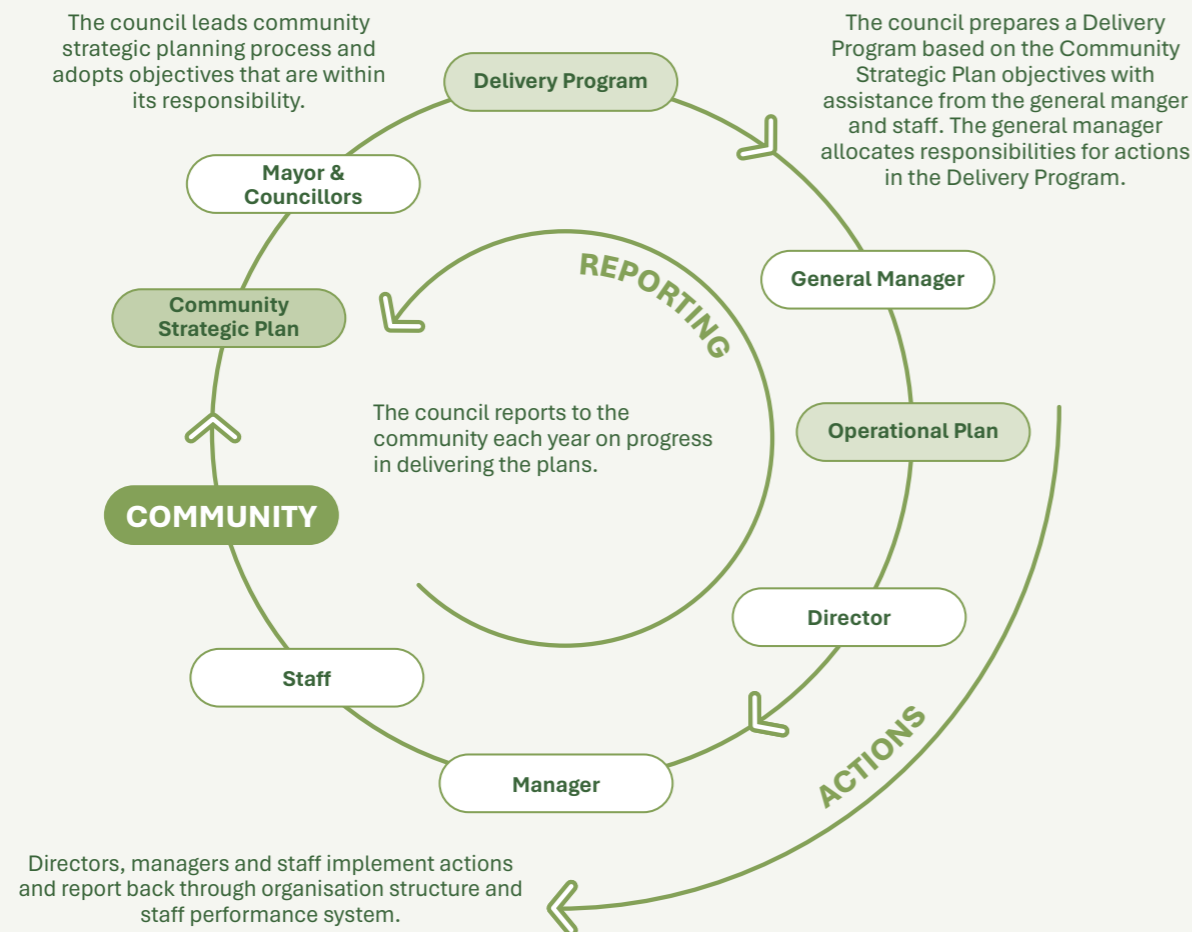 The council leads community
strategic planning process and
adopts objectives that are within
its responsibility.
The council prepares a Delivery
Program based on the Community
Strategic Plan objectives with
assistance from the general manger
and staff. The general manager
allocates responsibilities for actions
in the Delivery Program.
Delivery Program
Mayor &
Councillors
General Manager
REPORTING
Community
Strategic Plan
The council reports to the
community each year on progress
in delivering the plans.
Operational Plan
COMMUNITY
Director
Staff
ACTIONS
Manager
Directors, managers and staff implement actions
and report back through organisation structure and
staff performance system.